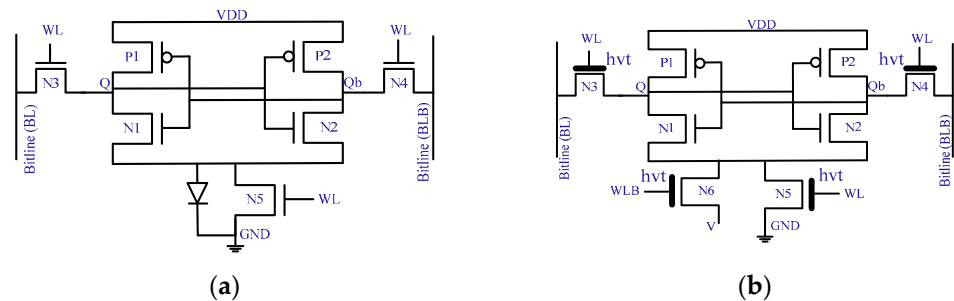 VDD
WL
P1
P2
WL
N3
Q
Qb
N4
N1
N2
Bitline (BL)
Bitline (BLB)
N5
WL
GND
(a)
VDD
WL
hvt
P1
P2
WL
hvt
N3
Q
Qb
N4
N1
N2
Bitline (BL)
Bitline (BLB)
hvt
WLB
N6
V
N5
hvt
WL
GND
(b)